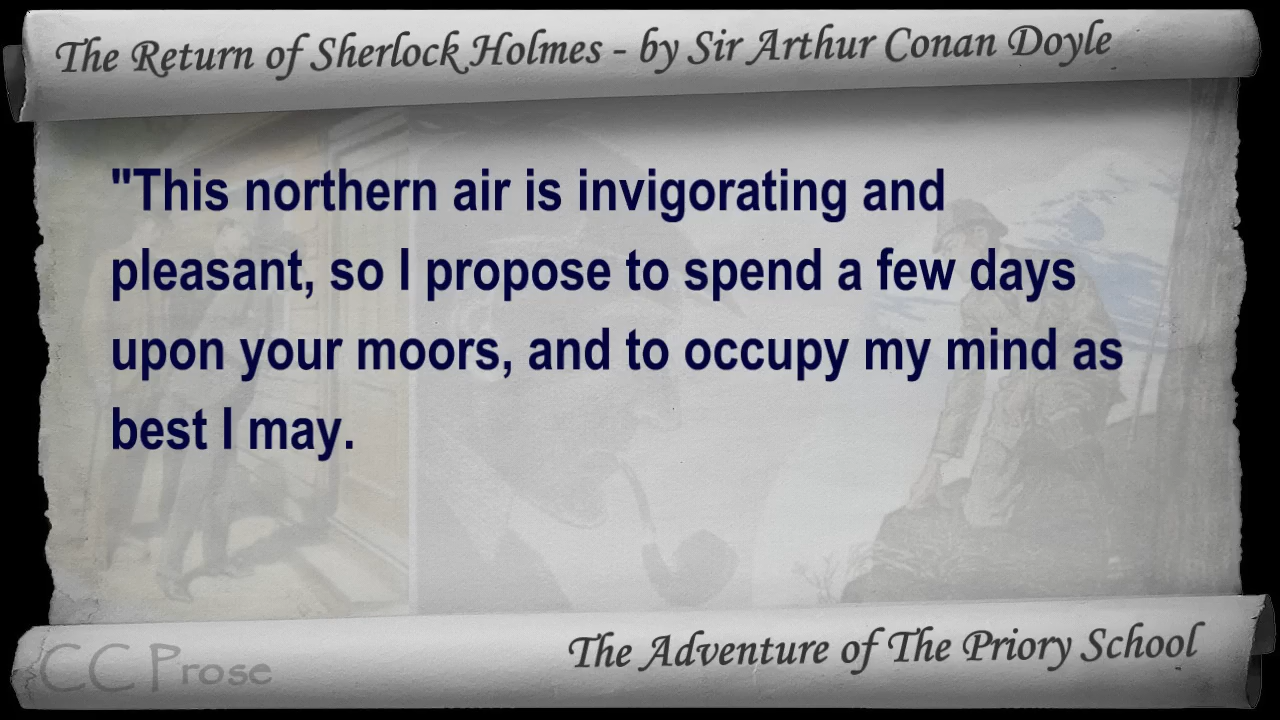 The Return of Sherlock Holmes - by Sir Arthur Conan Doyle
"This northern air is invigorating and
pleasant, so I propose to spend a few days
upon your moors, and to occupy my mind as
best I may.
The Adventure of The Priory School
CC Prose